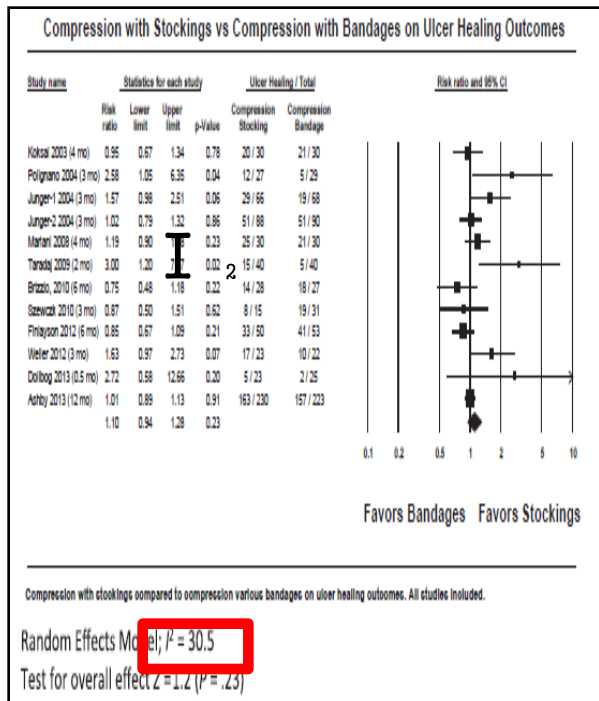 Compression with Stockings vs Compression with Bandages on Ulcer Healing Outcomes
Study name Statistics for each study Ulcer Healing / Total Risk ratio and 95% CI
Risk ratio Lower limit Upper limit p-Value Compression Stocking Compression Bandage
Koksal 2003 (4 mo) 0.95 0.67 1.34 0.78 20 / 30 21 / 30
Polignano 2004 (3 mo) 2.58 1.05 6.35 0.04 12 / 27 5 / 29
Junger-1 2004 (3 mo) 1.57 0.98 2.51 0.06 29 / 66 19 / 68
Junger-2 2004 (3 mo) 1.02 0.79 1.32 0.86 51 / 88 51 / 90
Mariani 2008 (4 mo) 1.19 0.90 0.23 25 / 30 21 / 30
Taradaj 2009 (2 mo) 3.00 1.20 0.02 15 / 40 5 / 40
I 2
Brizzio, 2010 (6 mo) 0.75 0.48 1.18 0.22 14 / 28 18 / 27
Szewczk 2010 (3 mo) 0.87 0.50 1.51 0.62 8 / 15 19 / 31
Finlayson 2012 (6 mo) 0.85 0.67 1.09 0.21 33 / 50 41 / 53
Weller 2012 (3 mo) 1.63 0.97 2.73 0.07 17 / 23 10 / 22
Dolibog 2013 (0.5 mo) 2.72 0.58 12.66 0.20 5 / 23 2 / 25
Ashby 2013 (12 mo) 1.01 0.89 1.13 0.91 163 / 230 157 / 223
1.10 0.94 1.28 0.23
0.1 0.2 0.5 1 2 5 10
Favors Bandages Favors Stockings
Compression with stockings compared to compression various bandages on ulcer healing outcomes. All studies included.
Random Effects Model; I² = 30.5
Test for overall effect Z = 1.2 (P = .23)